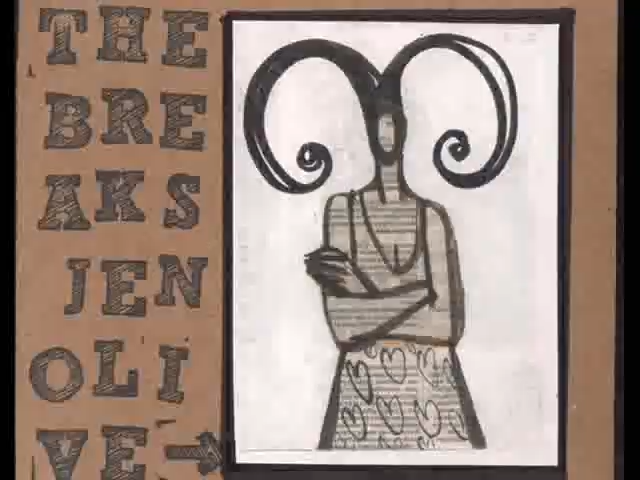 THE
BRE
AKS
JEN
OLI
VE→